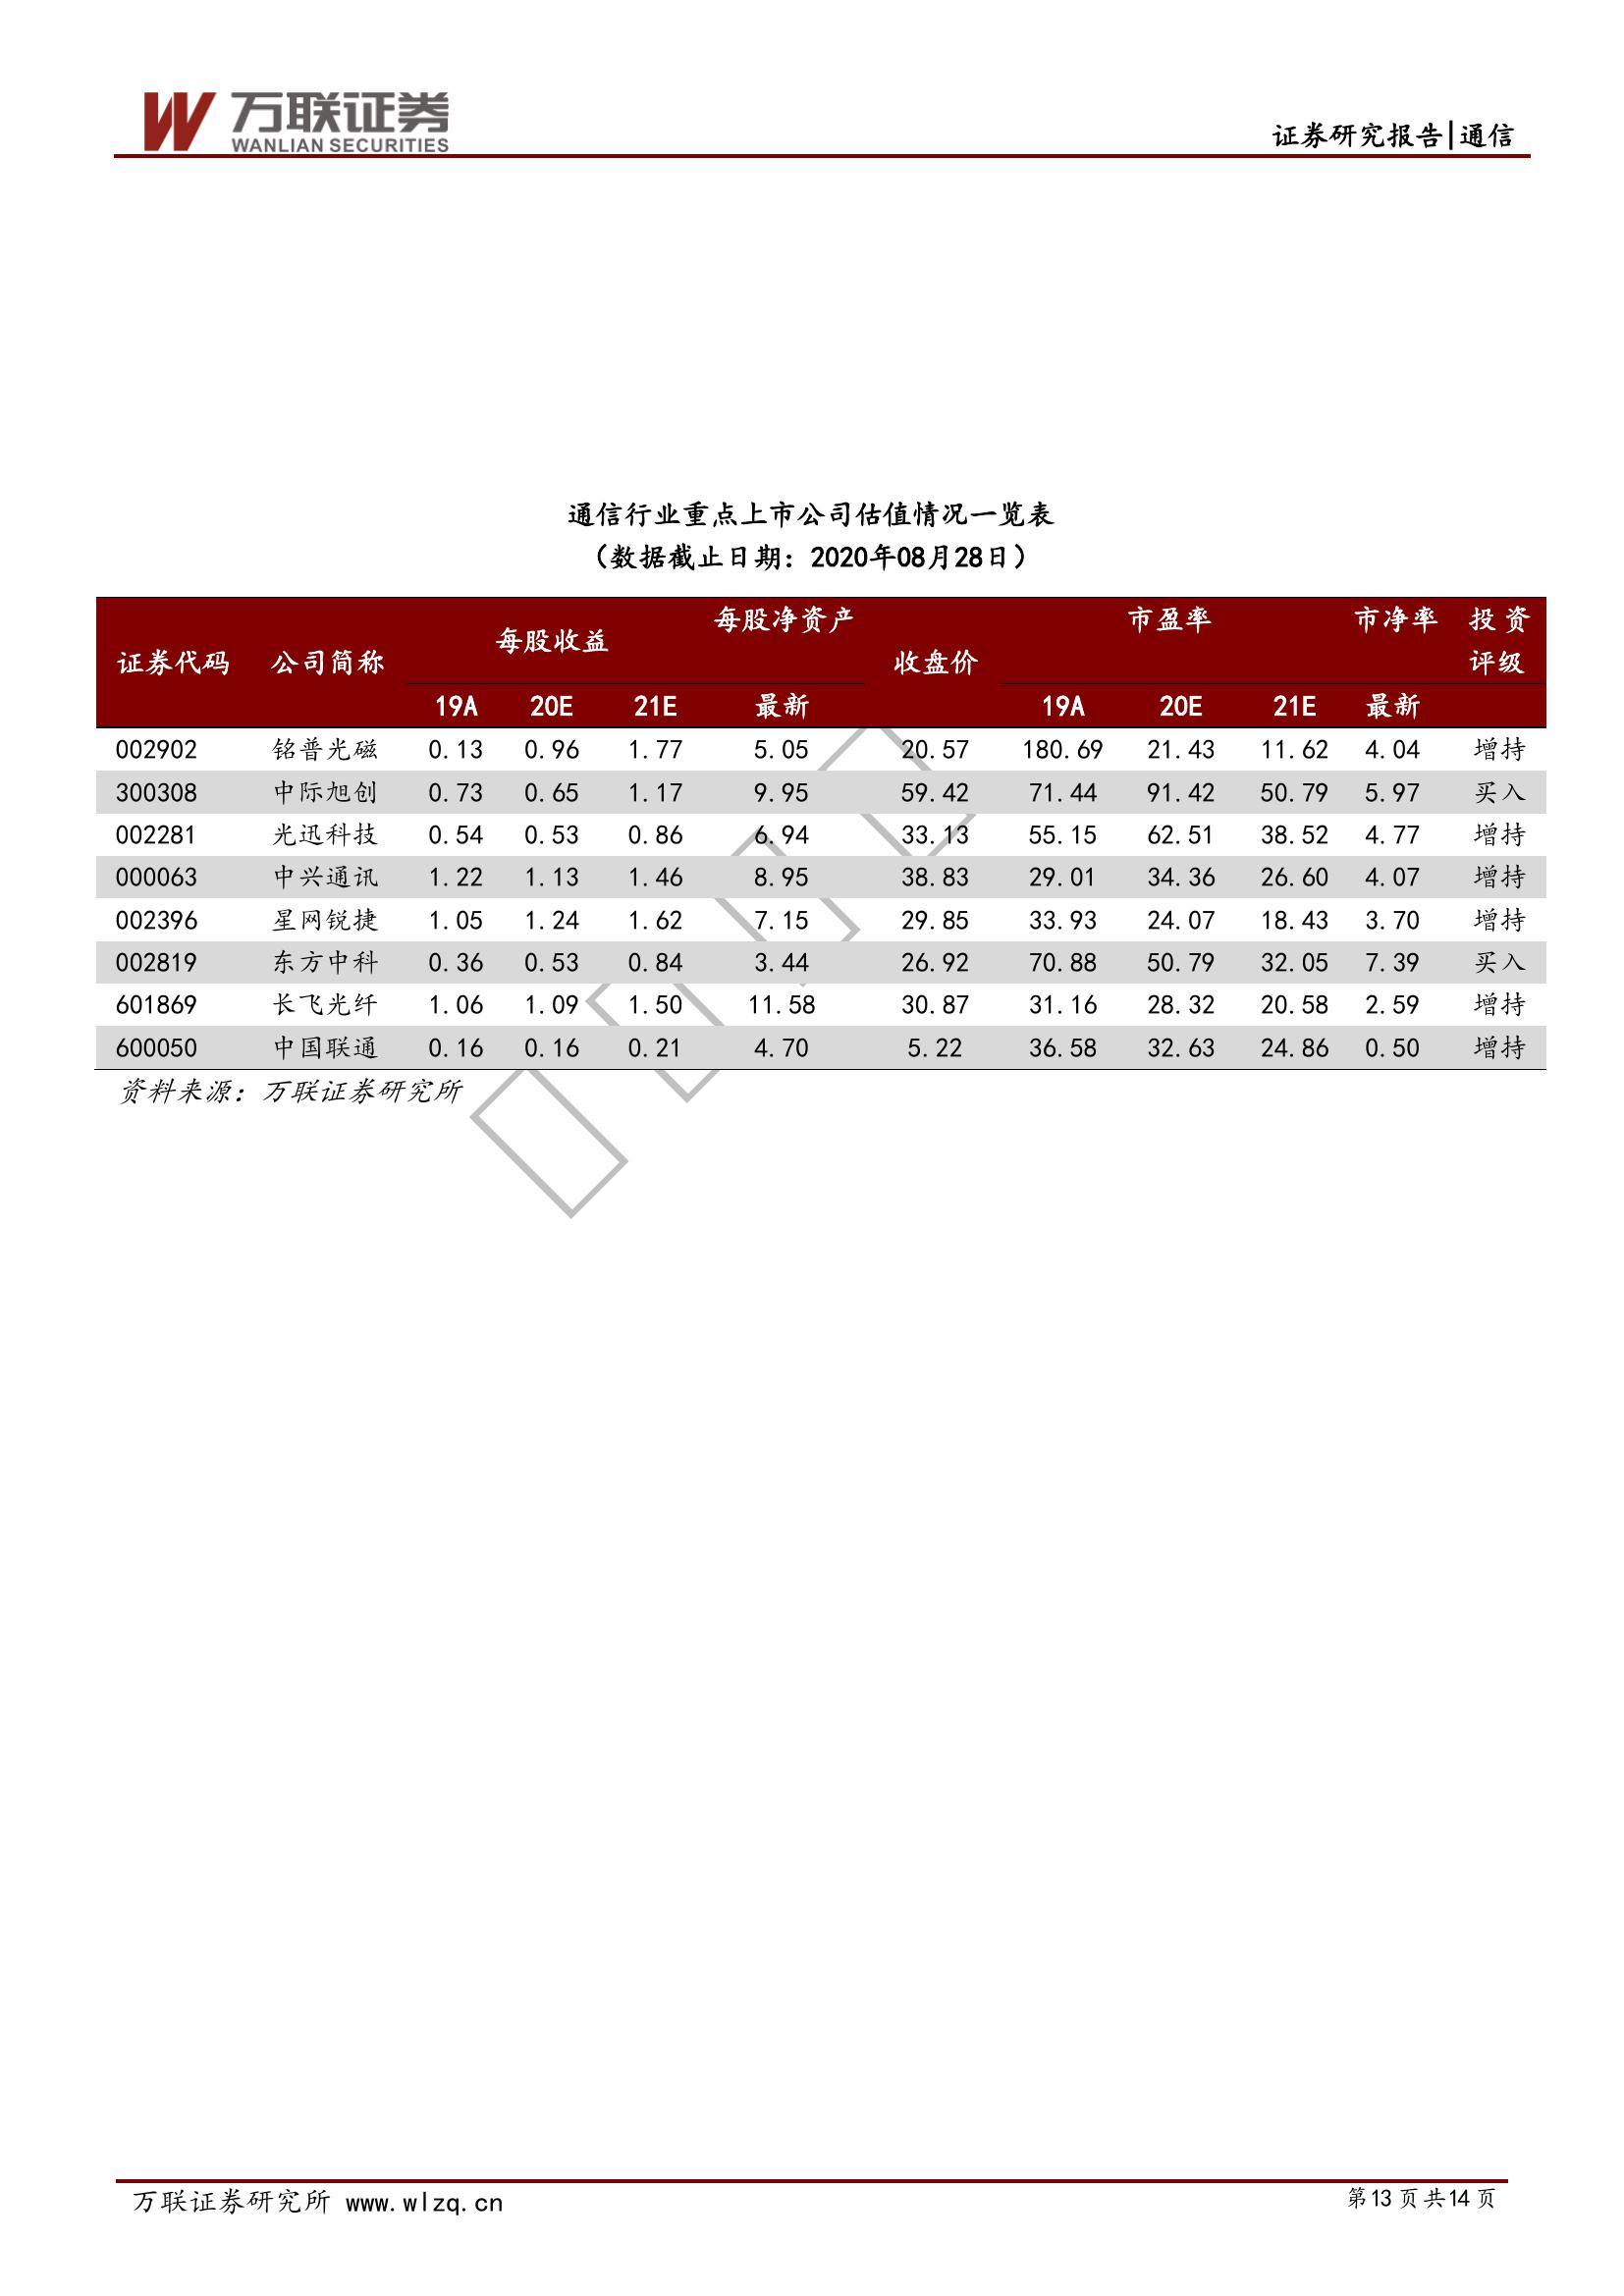 万联证券
WANLIAN SECURITIES
证券研究报告|通信
通信行业重点上市公司估值情况一览表
（数据截止日期：2020年08月28日）
证券代码 公司简称 每股收益 每股净资产 收盘价 市盈率 市净率 投资评级
19A 20E 21E 最新 19A 20E 21E 最新
002902 铭普光磁 0.13 0.96 1.77 5.05 20.57 180.69 21.43 11.62 4.04 增持
300308 中际旭创 0.73 0.65 1.17 9.95 59.42 71.44 91.42 50.79 5.97 买入
002281 光迅科技 0.54 0.53 0.86 6.94 33.13 55.15 62.51 38.52 4.77 增持
000063 中兴通讯 1.22 1.13 1.46 8.95 38.83 29.01 34.36 26.60 4.07 增持
002396 星网锐捷 1.05 1.24 1.62 7.15 29.85 33.93 24.07 18.43 3.70 增持
002819 东方中科 0.36 0.53 0.84 3.44 26.92 70.88 50.79 32.05 7.39 买入
601869 长飞光纤 1.06 1.09 1.50 11.58 30.87 31.16 28.32 20.58 2.59 增持
600050 中国联通 0.16 0.16 0.21 4.70 5.22 36.58 32.63 24.86 0.50 增持
资料来源：万联证券研究所
万联证券研究所 www.wlzq.cn
第13页共14页